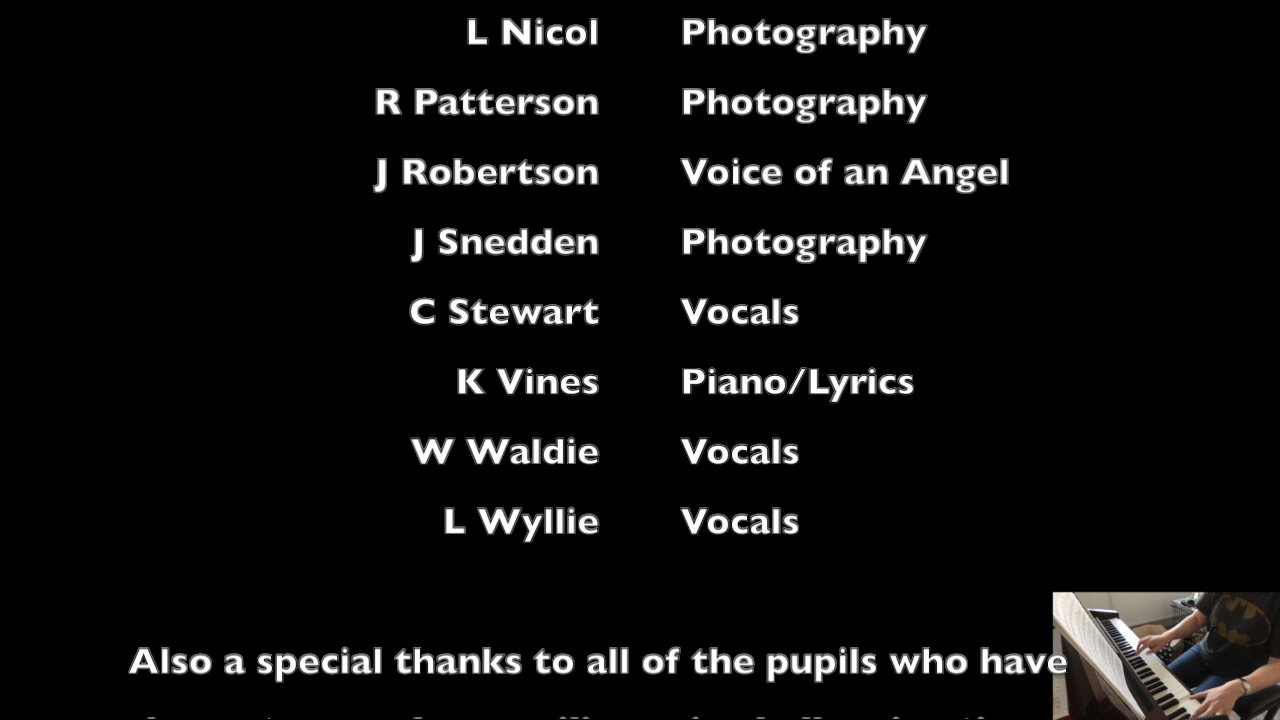 L Nicol Photography
R Patterson Photography
J Robertson Voice of an Angel
J Snedden Photography
C Stewart Vocals
K Vines Piano/Lyrics
W Waldie Vocals
L Wyllie Vocals
Also a special thanks to all of the pupils who have